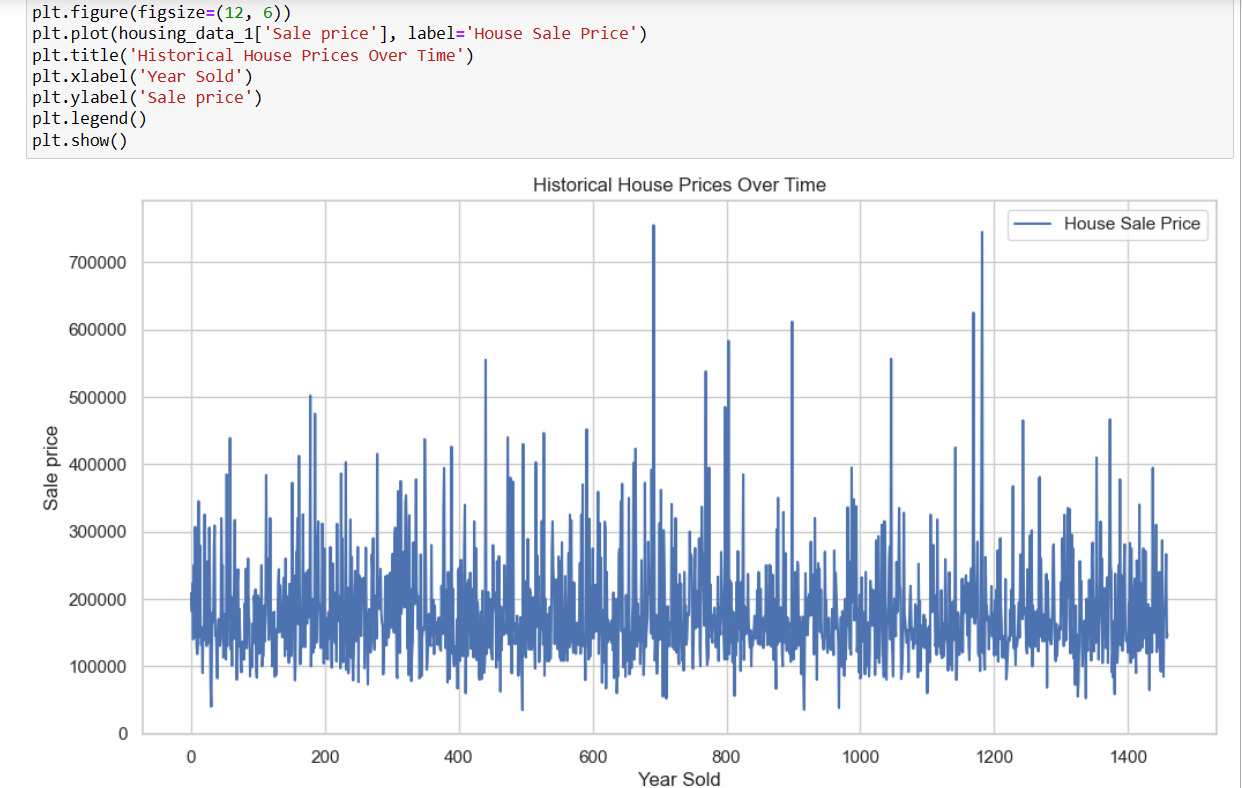 plt.figure(figsize=(12, 6))
plt.plot(housing_data_1['Sale price'], label='House Sale Price')
plt.title('Historical House Prices Over Time')
plt.xlabel('Year Sold')
plt.ylabel('Sale price')
plt.legend()
plt.show()
Historical House Prices Over Time
House Sale Price
700000
600000
500000
400000
300000
200000
100000
0
Sale price
0 200 400 600 800 1000 1200 1400
Year Sold